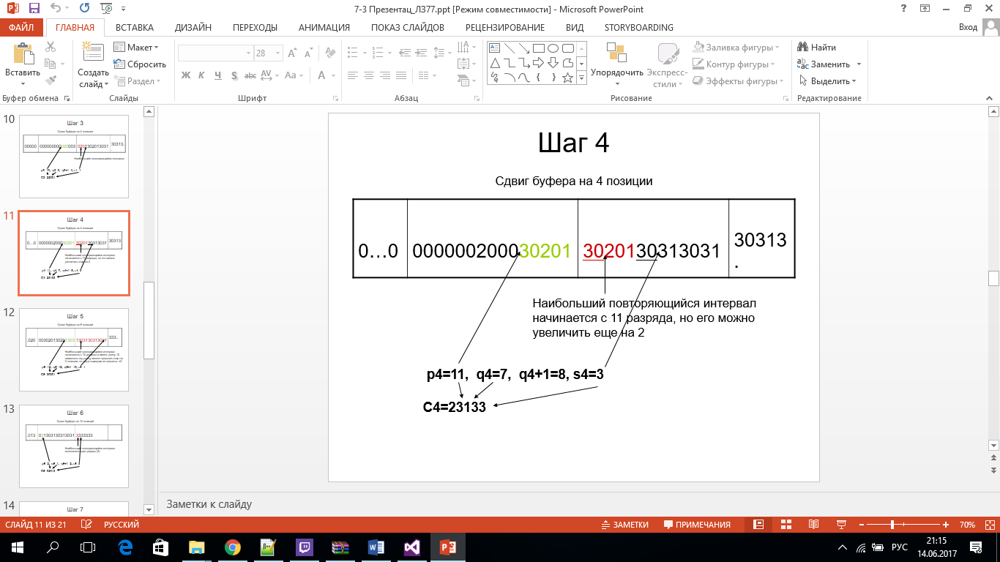 7-3 Презентац_ЛЗ77.ppt [Режим совместимости] - Microsoft PowerPoint
ФАЙЛ ГЛАВНАЯ ВСТАВКА ДИЗАЙН ПЕРЕХОДЫ АНИМАЦИЯ ПОКАЗ СЛАЙДОВ РЕЦЕНЗИРОВАНИЕ ВИД STORYBOARDING Вход
Вставить
Создать слайд
Макет
Сбросить
Раздел
28
Ж К Ч S abc AV Aa A
Упорядочить
Экспресс-стили
Заливка фигуры
Контур фигуры
Эффекты фигуры
Найти
Заменить
Выделить
Буфер обмена Слайды Шрифт Абзац Рисование Редактирование
10
Шаг 3
11
Шаг 4
12
Шаг 5
13
Шаг 6
14
Шаг 7
Шаг 4
Сдвиг буфера на 4 позиции
0…0 000000200030201 3020130313031 30313
.
Наибольший повторяющийся интервал
начинается с 11 разряда, но его можно
увеличить еще на 2
p4=11, q4=7, q4+1=8, s4=3
C4=23133
Заметки к слайду
СЛАЙД 11 ИЗ 21 РУССКИЙ ЗАМЕТКИ ПРИМЕЧАНИЯ 70%
РУС
21:15
14.06.2017